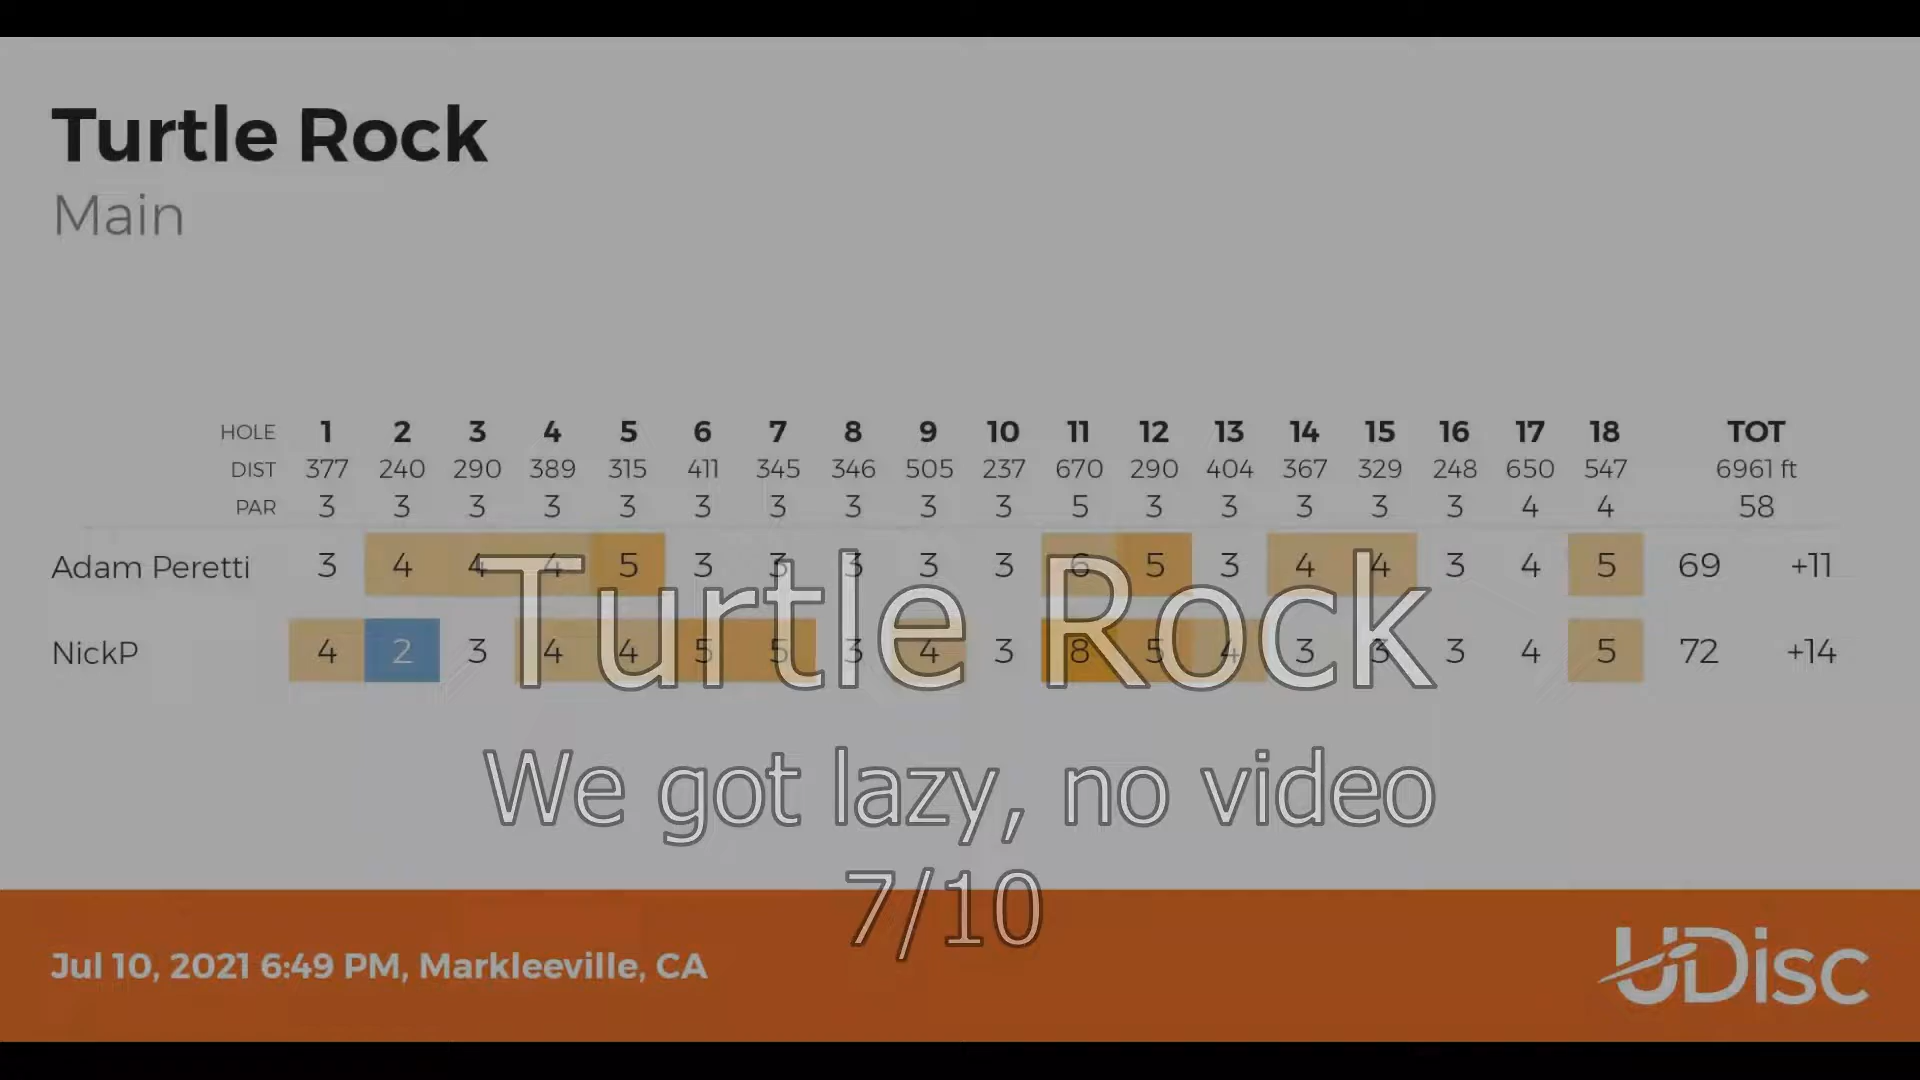 Turtle Rock
Main
HOLE 1 2 3 4 5 6 7 8 9 10 11 12 13 14 15 16 17 18 TOT
DIST 377 240 290 389 315 411 345 346 505 237 670 290 404 367 329 248 650 547 6961 ft
PAR 3 3 3 3 3 3 3 3 3 3 5 3 3 3 3 3 4 4 58
Adam Peretti 3 4 4 4 5 3 3 3 3 3 6 5 3 4 4 3 4 5 69 +11
NickP 4 2 3 4 4 5 5 3 4 3 8 5 4 3 3 3 4 5 72 +14
Turtle Rock
We got lazy, no video
7/10
Jul 10, 2021 6:49 PM, Markleeville, CA
UDisc